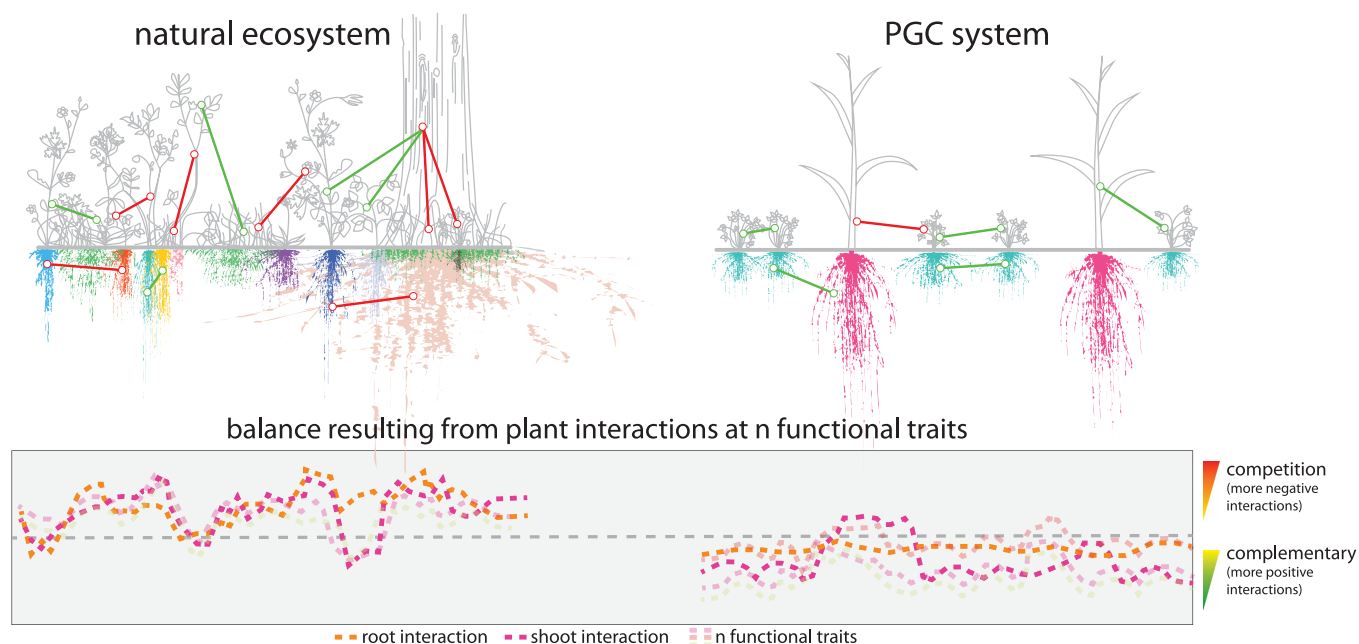 natural ecosystem
PGC system
balance resulting from plant interactions at n functional traits
competition
(more negative
interactions)
complementary
(more positive
interactions)
root interaction
shoot interaction
n functional traits